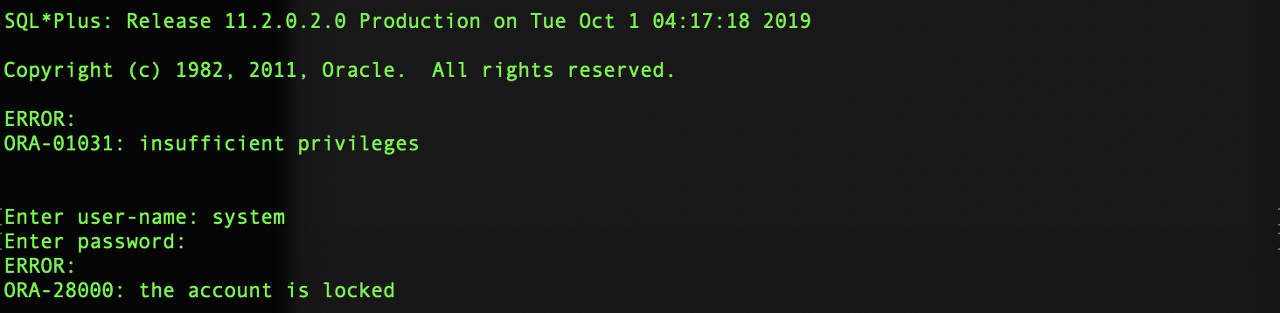 SQL*Plus: Release 11.2.0.2.0 Production on Tue Oct 1 04:17:18 2019
Copyright (c) 1982, 2011, Oracle.  All rights reserved.
ERROR:
ORA-01031: insufficient privileges
Enter user-name: system
Enter password:
ERROR:
ORA-28000: the account is locked